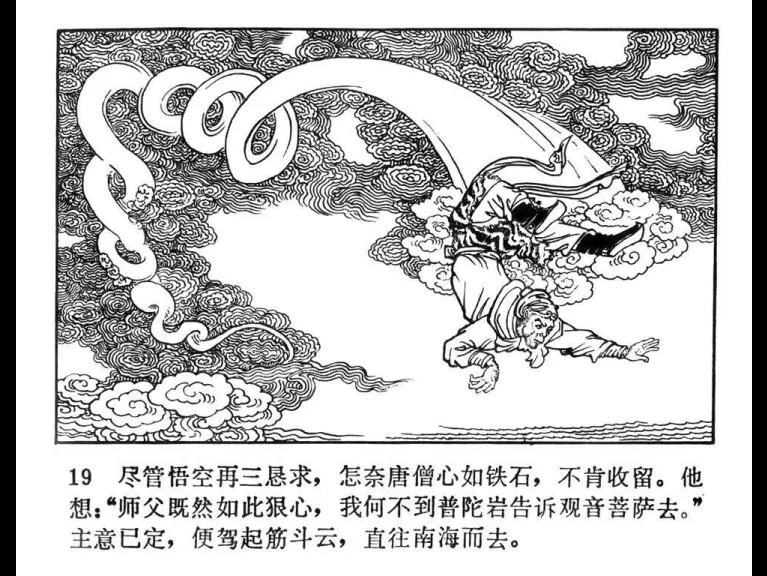 19 尽管悟空再三恳求，怎奈唐僧心如铁石，不肯收留。他
想：“师父既然如此狠心，我何不到普陀岩告诉观音菩萨去。”
主意已定，便驾起筋斗云，直往南海而去。